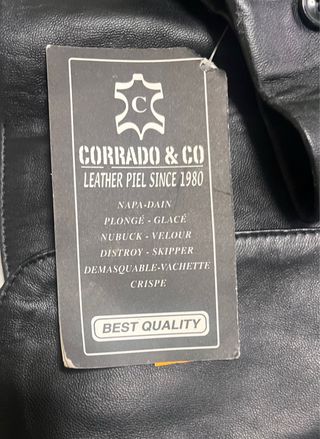 C
CORRADO & CO
LEATHER PIEL SINCE 1980
NAPA-DAIN
PLONGÉ - GLACÉ
NUBUCK - VELOUR
DISTROY - SKIPPER
DEMASQUABLE-VACHETTE
CRISPE
BEST QUALITY